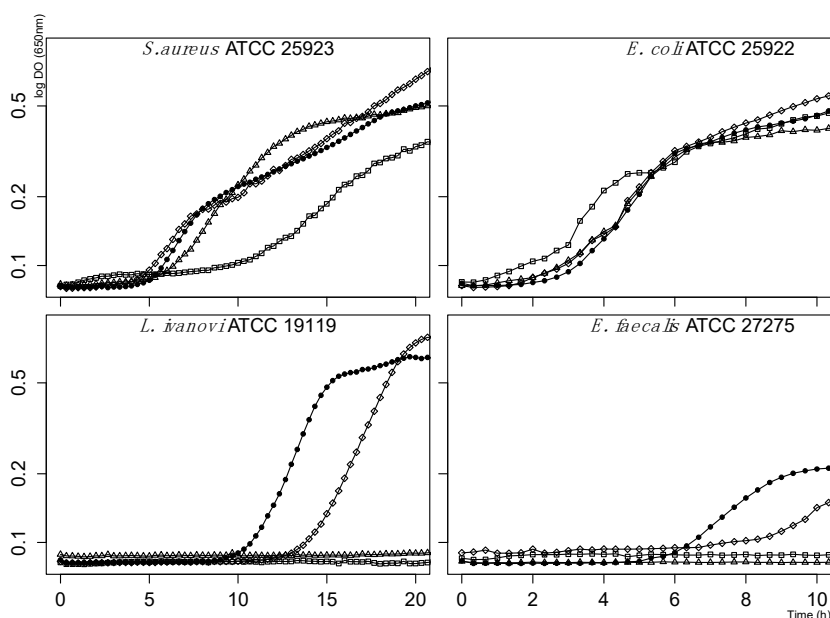 S.aureus ATCC 25923
E. coli ATCC 25922
log DO (650nm)
0.5
0.2
0.1
0 5 10 15 20
0 2 4 6 8 10
L. ivanovi ATCC 19119
E. faecalis ATCC 27275
0.5
0.2
0.1
Time (h)